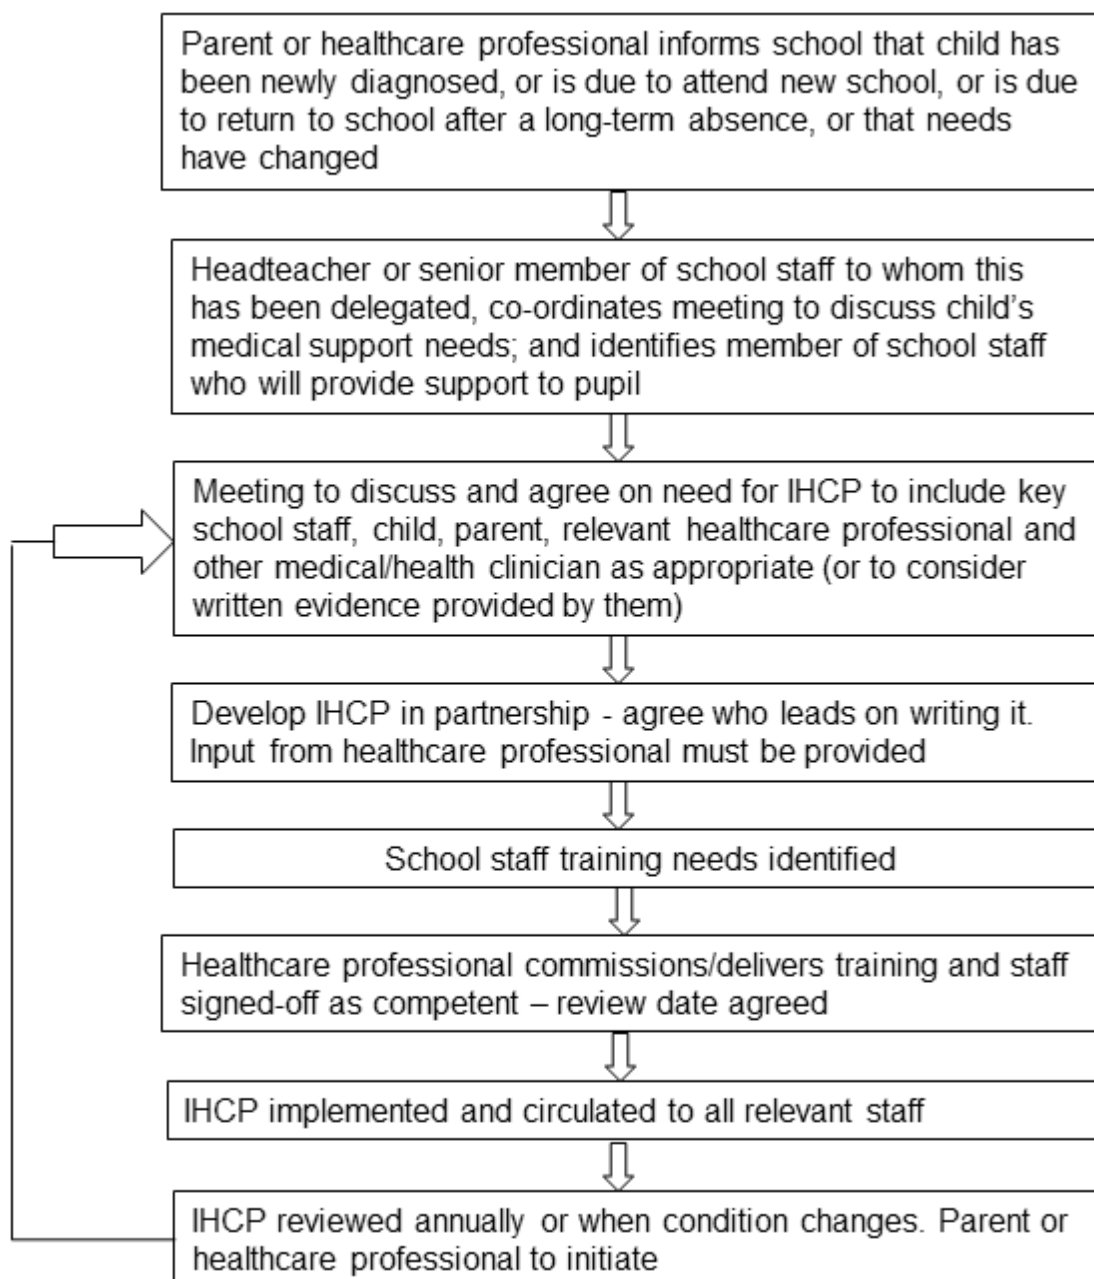 Parent or healthcare professional informs school that child has
been newly diagnosed, or is due to attend new school, or is due
to return to school after a long-term absence, or that needs
have changed
Headteacher or senior member of school staff to whom this
has been delegated, co-ordinates meeting to discuss child's
medical support needs; and identifies member of school staff
who will provide support to pupil
Meeting to discuss and agree on need for IHCP to include key
school staff, child, parent, relevant healthcare professional and
other medical/health clinician as appropriate (or to consider
written evidence provided by them)
Develop IHCP in partnership - agree who leads on writing it.
Input from healthcare professional must be provided
School staff training needs identified
Healthcare professional commissions/delivers training and staff
signed-off as competent – review date agreed
IHCP implemented and circulated to all relevant staff
IHCP reviewed annually or when condition changes. Parent or
healthcare professional to initiate